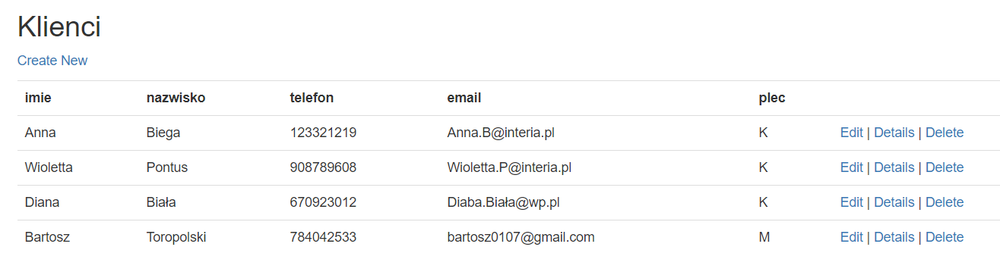 Klienci
Create New
imie nazwisko telefon email plec
Anna Biega 123321219 Anna.B@interia.pl K Edit | Details | Delete
Wioletta Pontus 908789608 Wioletta.P@interia.pl K Edit | Details | Delete
Diana Biała 670923012 Diaba.Biała@wp.pl K Edit | Details | Delete
Bartosz Toropolski 784042533 bartosz0107@gmail.com M Edit | Details | Delete